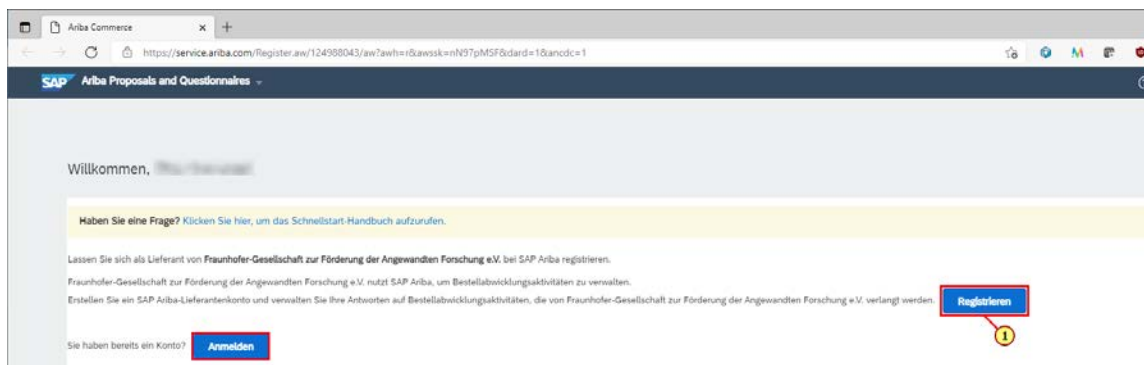 Ariba Commerce
https://service.ariba.com/Register.aw/124988043/aw?awh=r&awssk=nN97pMSF&dard=1&ancdc=1
SAP Ariba Proposals and Questionnaires
Willkommen,
Haben Sie eine Frage? Klicken Sie hier, um das Schnellstart-Handbuch aufzurufen.
Lassen Sie sich als Lieferant von Fraunhofer-Gesellschaft zur Förderung der Angewandten Forschung e.V. bei SAP Ariba registrieren.
Fraunhofer-Gesellschaft zur Förderung der Angewandten Forschung e.V. nutzt SAP Ariba, um Bestellabwicklungsaktivitäten zu verwalten.
Erstellen Sie ein SAP Ariba-Lieferantenkonto und verwalten Sie Ihre Antworten auf Bestellabwicklungsaktivitäten, die von Fraunhofer-Gesellschaft zur Förderung der Angewandten Forschung e.V. verlangt werden. Registrieren
1
Sie haben bereits ein Konto? Anmelden